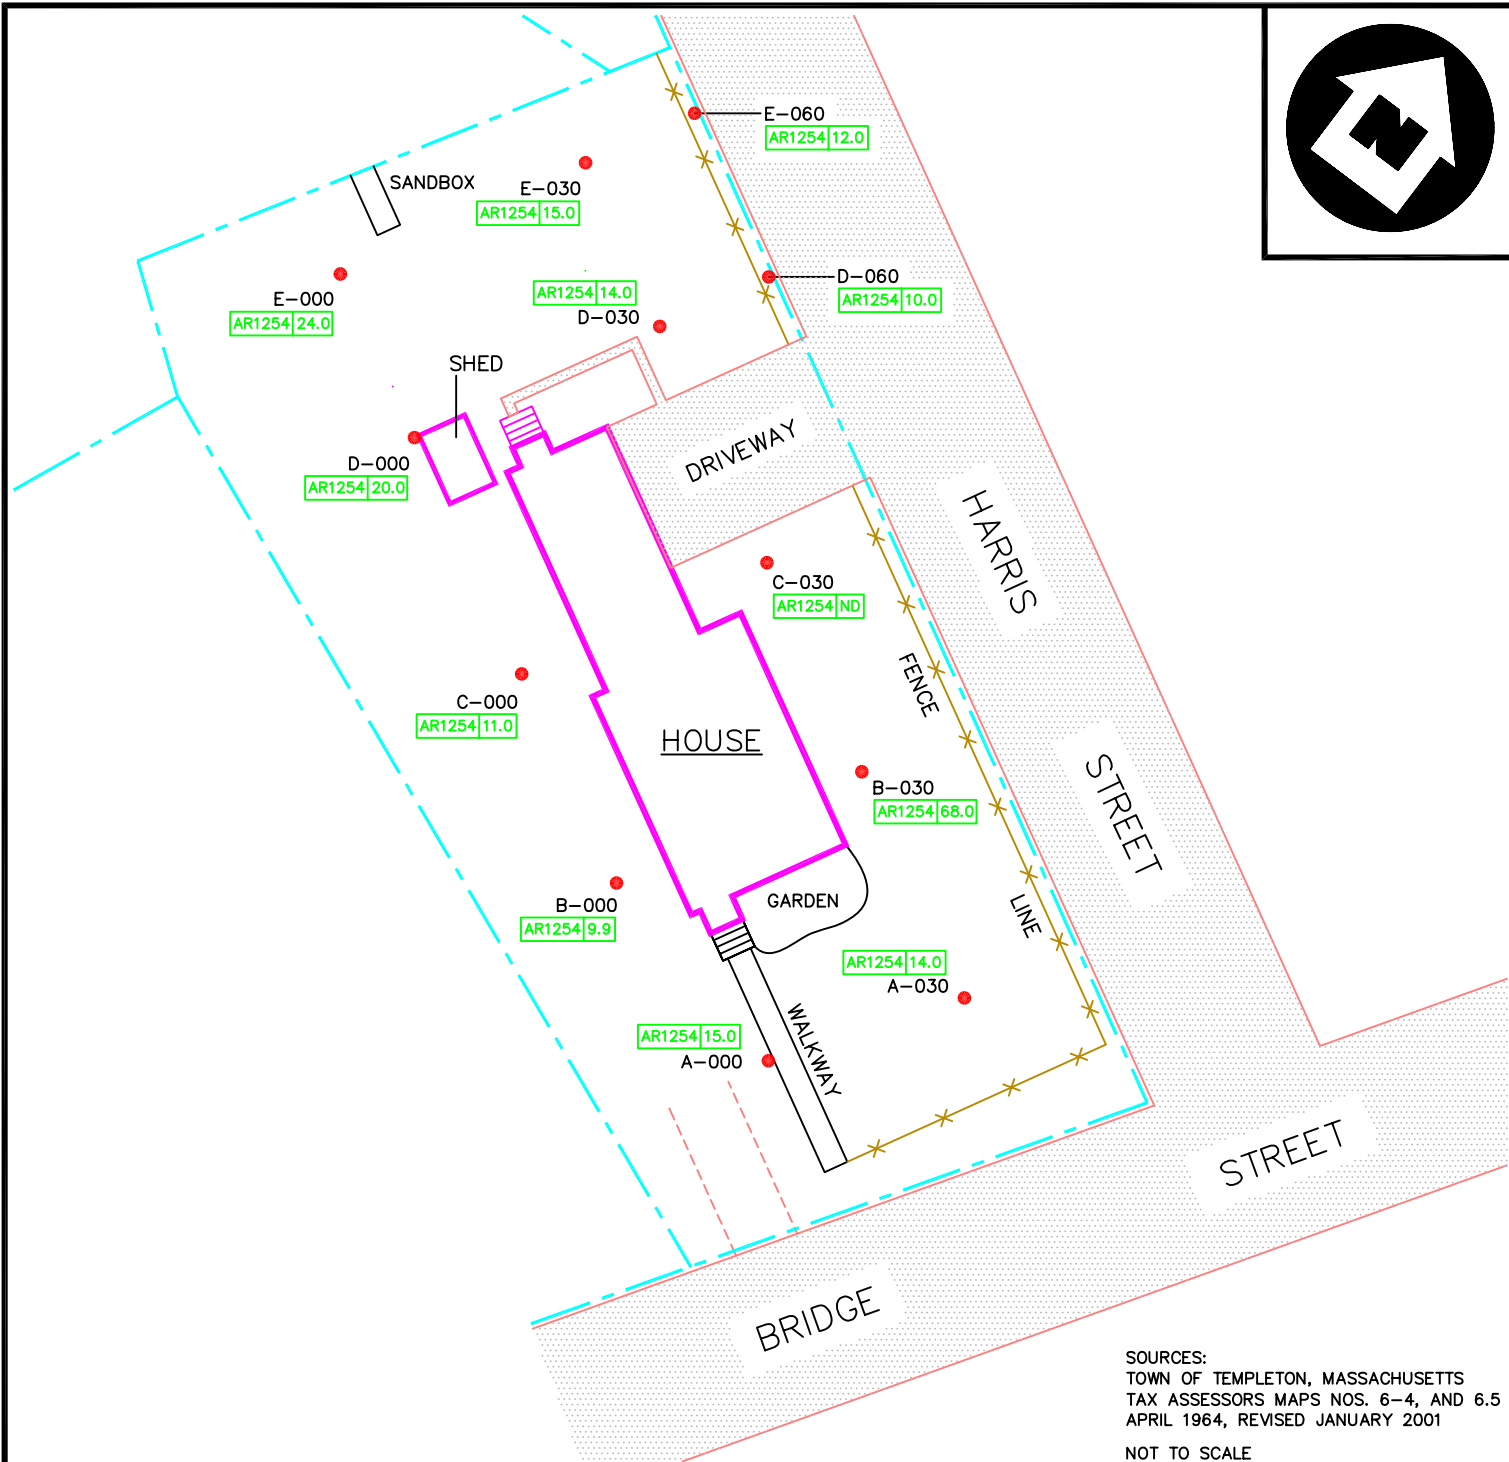 N
E-060
AR1254 12.0
SANDBOX
E-030
AR1254 15.0
D-060
AR1254 10.0
E-000
AR1254 24.0
AR1254 14.0
D-030
SHED
DRIVEWAY
D-000
AR1254 20.0
HARRIS
STREET
C-030
AR1254 ND
FENCE
LINE
C-000
AR1254 11.0
HOUSE
B-030
AR1254 68.0
GARDEN
B-000
AR1254 9.9
AR1254 14.0
A-030
AR1254 15.0
A-000
WALKWAY
BRIDGE
STREET
SOURCES:
TOWN OF TEMPLETON, MASSACHUSETTS
TAX ASSESSORS MAPS NOS. 6-4, AND 6.5
APRIL 1964, REVISED JANUARY 2001
NOT TO SCALE